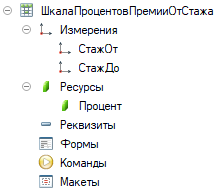 ШкалаПроцентовПремииОтСтажа
Измерения
СтажОт
СтажДо
Ресурсы
Процент
Реквизиты
Формы
Команды
Макеты